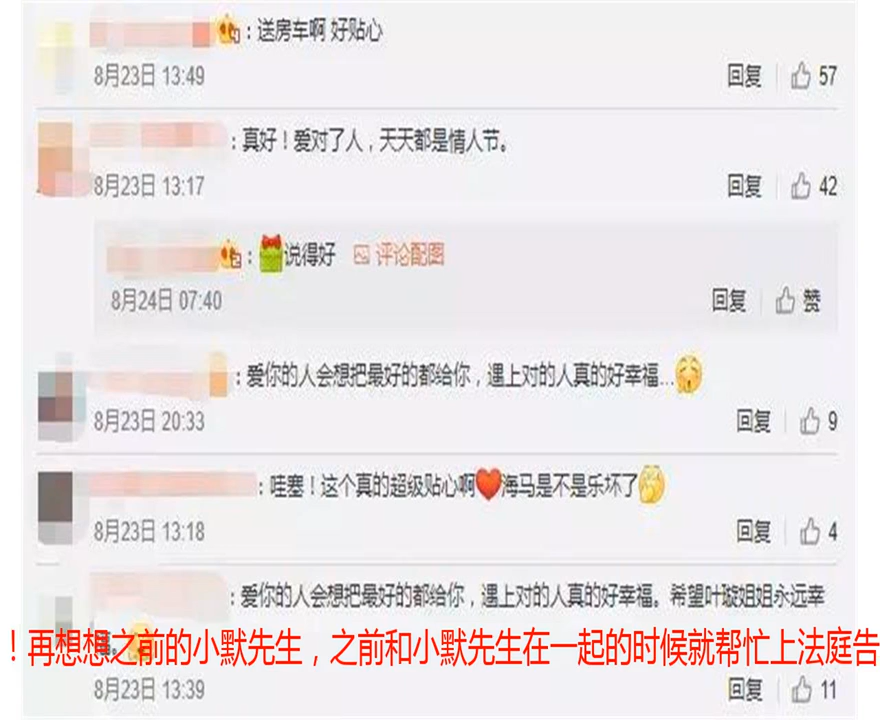 ：送房车啊 好贴心
8月23日 13:49 回复 57
：真好！爱对了人，天天都是情人节。
8月23日 13:17 回复 42
：说得好 评论配图
8月24日 07:40 回复 赞
：爱你的人会想把最好的都给你，遇上对的人真的好幸福...
8月23日 20:33 回复 9
：哇塞！这个真的超级贴心啊海马是不是乐坏了
8月23日 13:18 回复 4
：爱你的人会想把最好的都给你，遇上对的人真的好幸福。希望叶璇姐姐永远幸
！再想想之前的小默先生，之前和小默先生在一起的时候就帮忙上法庭告
8月23日 13:39 回复 11